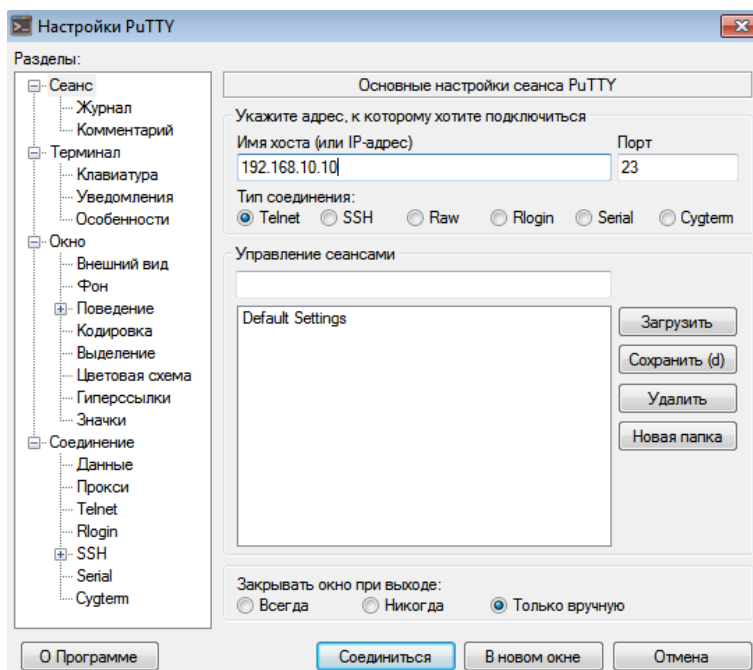 Настройки PuTTY
Разделы:
Сеанс
Журнал
Комментарий
Терминал
Клавиатура
Уведомления
Особенности
Окно
Внешний вид
Фон
Поведение
Кодировка
Выделение
Цветовая схема
Гиперссылки
Значки
Соединение
Данные
Прокси
Telnet
Rlogin
SSH
Serial
Cygterm
Основные настройки сеанса PuTTY
Укажите адрес, к которому хотите подключиться
Имя хоста (или IP-адрес) Порт
192.168.10.10 23
Тип соединения:
Telnet SSH Raw Rlogin Serial Cygterm
Управление сеансами
Default Settings
Загрузить
Сохранить (d)
Удалить
Новая папка
Закрывать окно при выходе:
Всегда Никогда Только вручную
О Программе Соединиться В новом окне Отмена